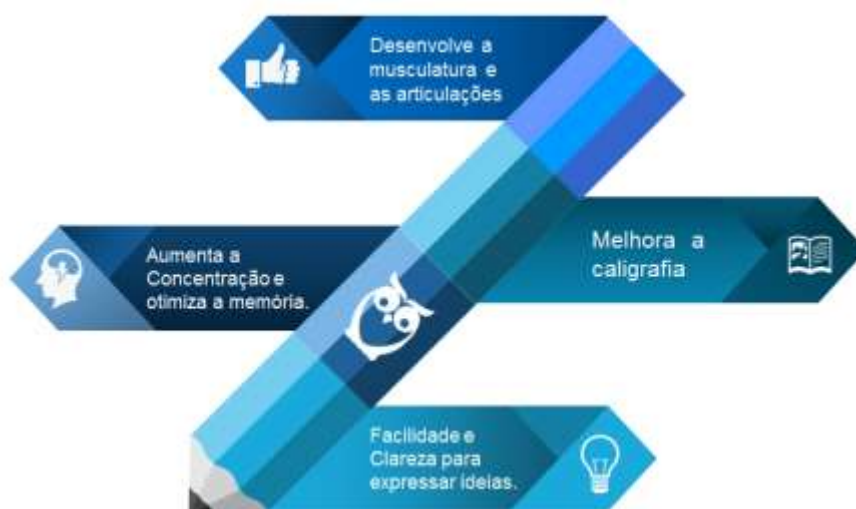 Desenvolve a
musculatura e
as articulações
Melhora a
caligrafia
Aumenta a
Concentração e
otimiza a memória.
Facilidade e
Clareza para
expressar ideias.